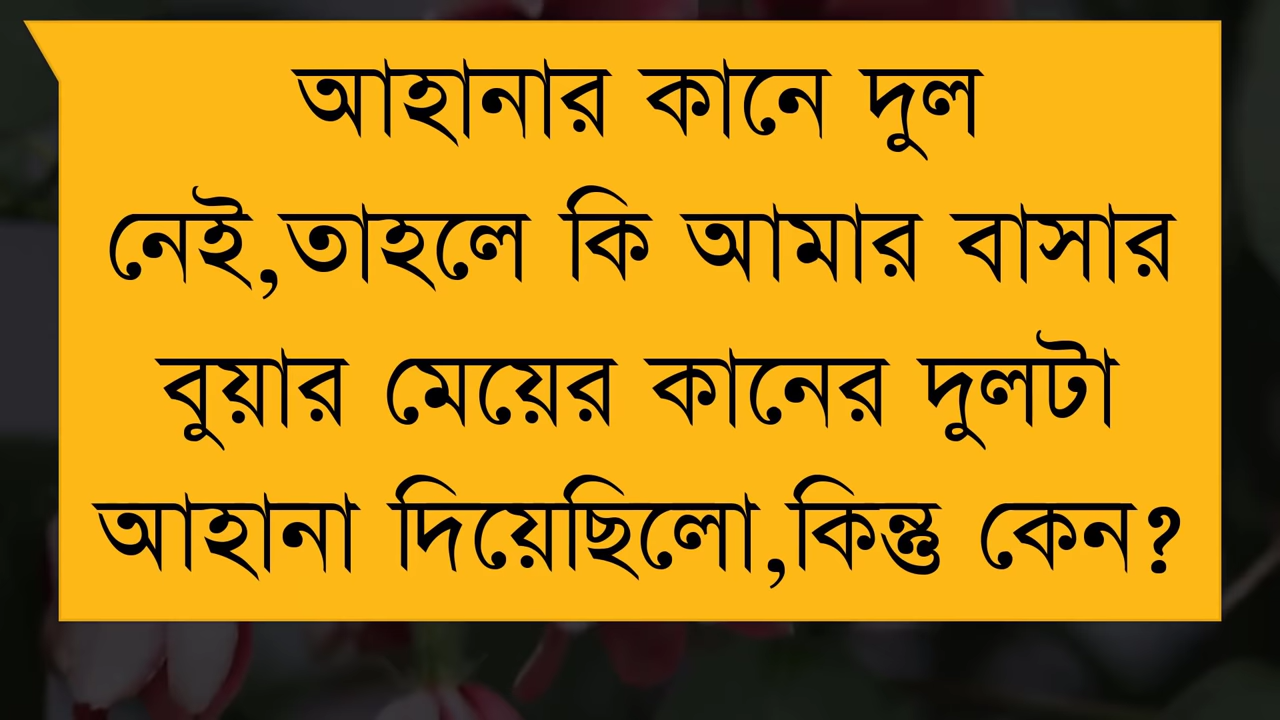 আহানার কানে দুল
নেই,তাহলে কি আমার বাসার
বুয়ার মেয়ের কানের দুলটা
আহানা দিয়েছিলো,কিন্তু কেন?